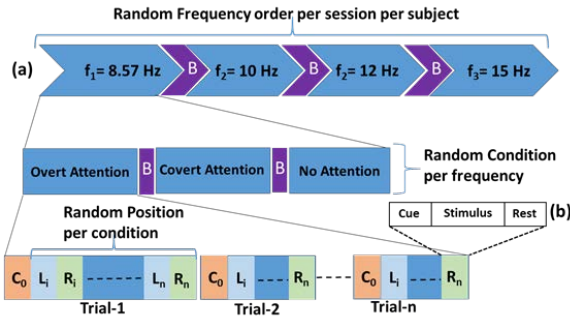 Random Frequency order per session per subject
(a)
f₁= 8.57 Hz B f₂= 10 Hz B f₂= 12 Hz B f₃= 15 Hz
Overt Attention B Covert Attention B No Attention
Random Condition
per frequency
Random Position
per condition
Cue Stimulus Rest (b)
C₀ Lᵢ Rᵢ Lₙ Rₙ C₀ Lᵢ Rₙ C₀ Lᵢ Rₙ
Trial-1 Trial-2 Trial-n